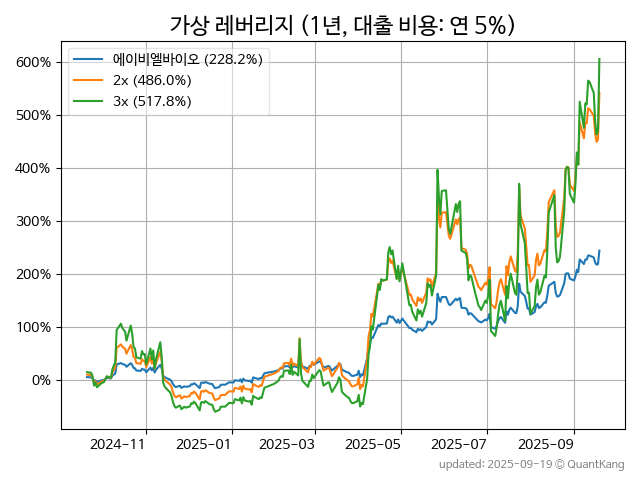 가상 레버리지 (1년, 대출 비용: 연 5%)
600%
500%
400%
300%
200%
100%
0%
에이비엘바이오 (228.2%)
2x (486.0%)
3x (517.8%)
2024-11
2025-01
2025-03
2025-05
2025-07
2025-09
updated: 2025-09-19 © QuantKang